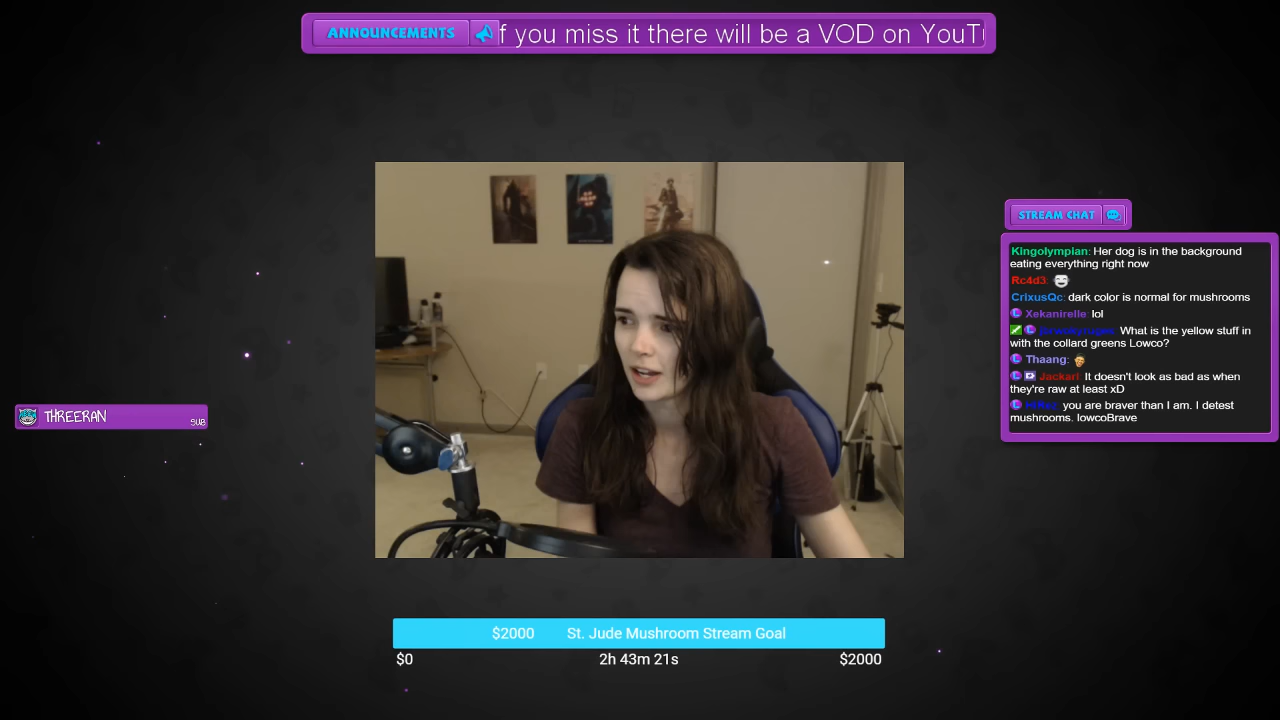 ANNOUNCEMENTS
f you miss it there will be a VOD on YouT
STREAM CHAT
Kingolympian: Her dog is in the background
eating everything right now
Rc4d3:
CrixusQc: dark color is normal for mushrooms
Xekanirelle: lol
What is the yellow stuff in
with the collard greens Lowco?
Thaang:
Jackarl It doesn't look as bad as when
they're raw at least xD
you are braver than I am. I detest
mushrooms. lowcoBrave
THREERAN
SUB
$2000 St. Jude Mushroom Stream Goal
$0 2h 43m 21s $2000